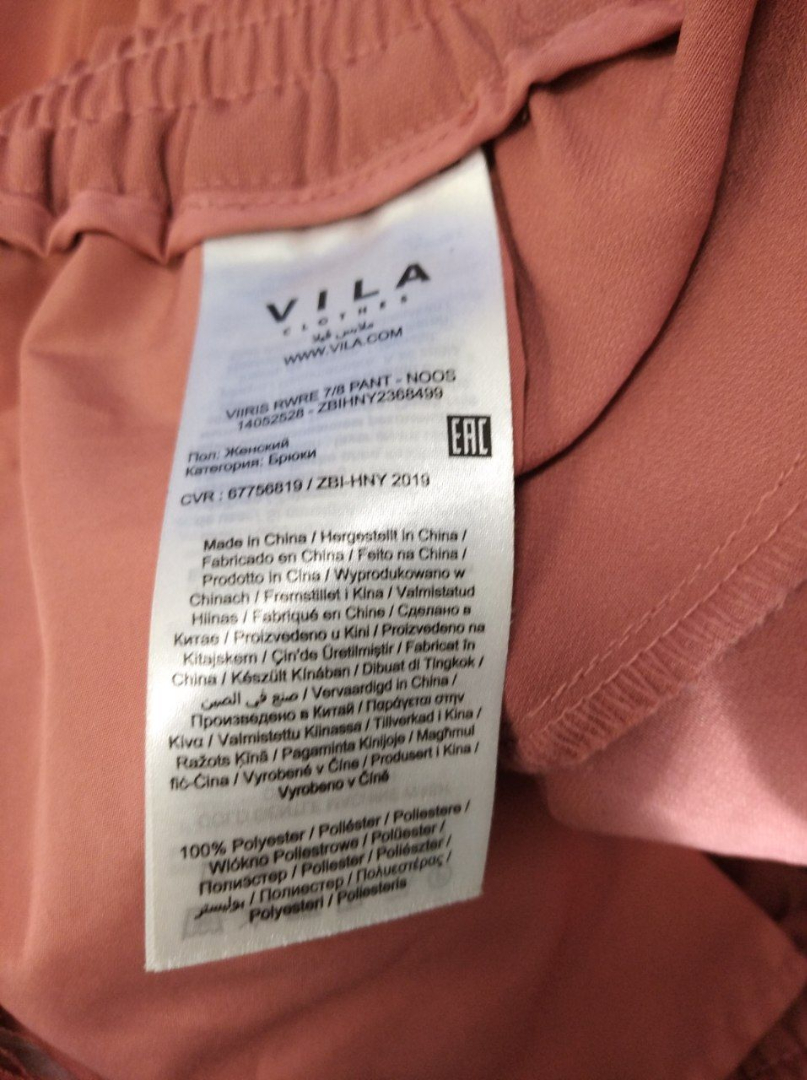 VILA
CLOTHES
ملابس فيلا
WWW.VILA.COM
VIIRIS RWRE 7/8 PANT - NOOS
14052528 - ZBIHNY2368499
Пол: Женский
Категория: Брюки
EAC
CVR : 67756819 / ZBI-HNY 2019
Made in China / Hergestellt in China /
Fabricado en China / Feito na China /
Prodotto in Cina / Wyprodukowano w
Chinach / Fremstillet i Kina / Valmistatud
Hiinas / Fabriqué en Chine / Сделано в
Китае / Proizvedeno u Kini / Proizvedeno na
Kitajskem / Çin'de Üretilmiştir / Fabricat în
China / Készült Kínában / Dibuat di Tingkok /
صنع في الصين / Vervaardigd in China /
Произведено в Китай / Παράγεται στην
Κίνα / Valmistettu Kiinassa / Tillverkad i Kina /
Ražots Ķīnā / Pagaminta Kinijoje / Magħmul
fiċ-Ċina / Vyrobené v Číne / Produsert i Kina /
Vyrobeno v Číně
100% Polyester / Poliéster / Poliestere /
Włókno Poliestrowe / Polüester /
Полиэстер / Poliester / Poliészter /
بوليستر / Полиестер / Πολυεστέρας /
Polyesteri / Poliesteris